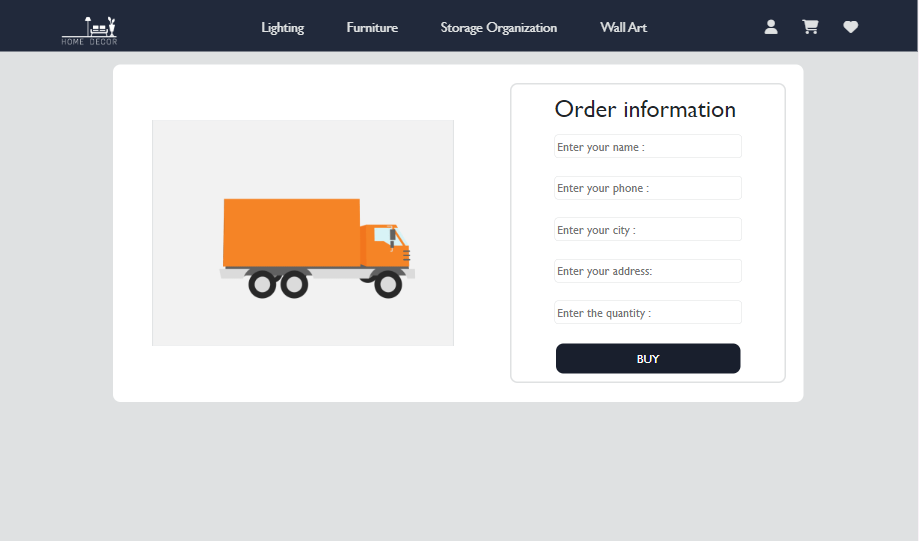 HOME DECOR
Lighting Furniture Storage Organization Wall Art
Order information
Enter your name :
Enter your phone :
Enter your city :
Enter your address:
Enter the quantity :
BUY